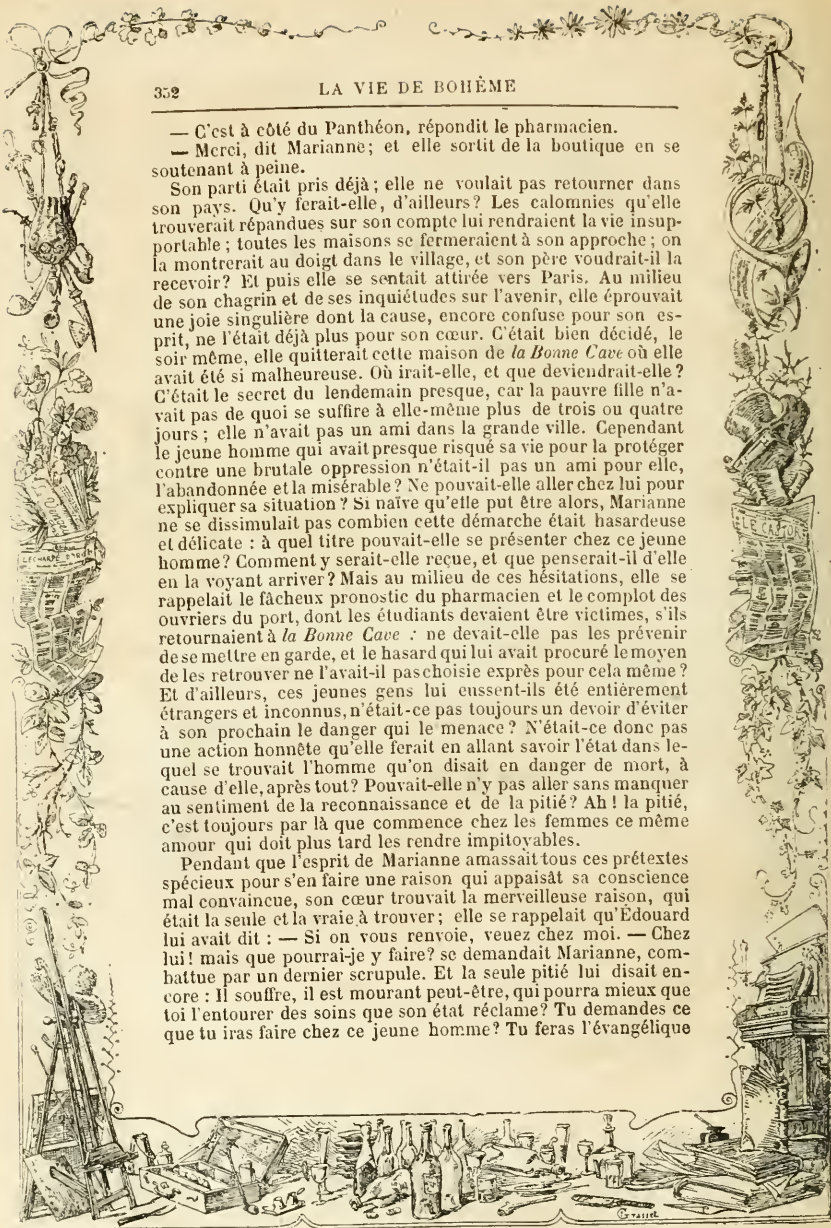 352
LA VIE DE BOHÈME
— C'est à côté du Panthéon, répondit le pharmacien.
— Merci, dit Marianne; et elle sortit de la boutique en se
soutenant à peine.
Son parti était pris déjà; elle ne voulait pas retourner dans
son pays. Qu'y ferait-elle, d'ailleurs? Les calomnies qu'elle
trouverait répandues sur son compte lui rendraient la vie insup-
portable; toutes les maisons se fermeraient à son approche; on
la montrerait au doigt dans le village, et son père voudrait-il la
recevoir? Et puis elle se sentait attirée vers Paris. Au milieu
de son chagrin et de ses inquiétudes sur l'avenir, elle éprouvait
une joie singulière dont la cause, encore confuse pour son es-
prit, ne l'était déjà plus pour son cœur. C'était bien décidé, le
soir même, elle quitterait cette maison de la Bonne Cave où elle
avait été si malheureuse. Où irait-elle, et que deviendrait-elle?
C'était le secret du lendemain presque, car la pauvre fille n'a-
vait pas de quoi se suffire à elle-même plus de trois ou quatre
jours; elle n'avait pas un ami dans la grande ville. Cependant
le jeune homme qui avait presque risqué sa vie pour la protéger
contre une brutale oppression n'était-il pas un ami pour elle,
l'abandonnée et la misérable? Ne pouvait-elle aller chez lui pour
expliquer sa situation? Si naïve qu'elle put être alors, Marianne
ne se dissimulait pas combien cette démarche était hasardeuse
et délicate : à quel titre pouvait-elle se présenter chez ce jeune
homme? Comment y serait-elle reçue, et que penserait-il d'elle
en la voyant arriver? Mais au milieu de ces hésitations, elle se
rappelait le fâcheux pronostic du pharmacien et le complot des
ouvriers du port, dont les étudiants devaient être victimes, s'ils
retournaient à la Bonne Cave : ne devait-elle pas les prévenir
de se mettre en garde, et le hasard qui lui avait procuré le moyen
de les retrouver ne l'avait-il pas choisie exprès pour cela même?
Et d'ailleurs, ces jeunes gens lui eussent-ils été entièrement
étrangers et inconnus, n'était-ce pas toujours un devoir d'éviter
à son prochain le danger qui le menace? N'était-ce donc pas
une action honnête qu'elle ferait en allant savoir l'état dans le-
quel se trouvait l'homme qu'on disait en danger de mort, à
cause d'elle, après tout? Pouvait-elle n'y pas aller sans manquer
au sentiment de la reconnaissance et de la pitié? Ah! la pitié,
c'est toujours par là que commence chez les femmes ce même
amour qui doit plus tard les rendre impitoyables.
Pendant que l'esprit de Marianne amassait tous ces prétextes
spécieux pour s'en faire une raison qui appaisât sa conscience
mal convaincue, son cœur trouvait la merveilleuse raison, qui
était la seule et la vraie à trouver; elle se rappelait qu'Édouard
lui avait dit : — Si on vous renvoie, veuez chez moi. — Chez
lui! mais que pourrai-je y faire? se demandait Marianne, com-
battue par un dernier scrupule. Et la seule pitié lui disait en-
core : Il souffre, il est mourant peut-être, qui pourra mieux que
toi l'entourer des soins que son état réclame? Tu demandes ce
que tu iras faire chez ce jeune homme? Tu feras l'évangélique
LE CASTOR
Grasset